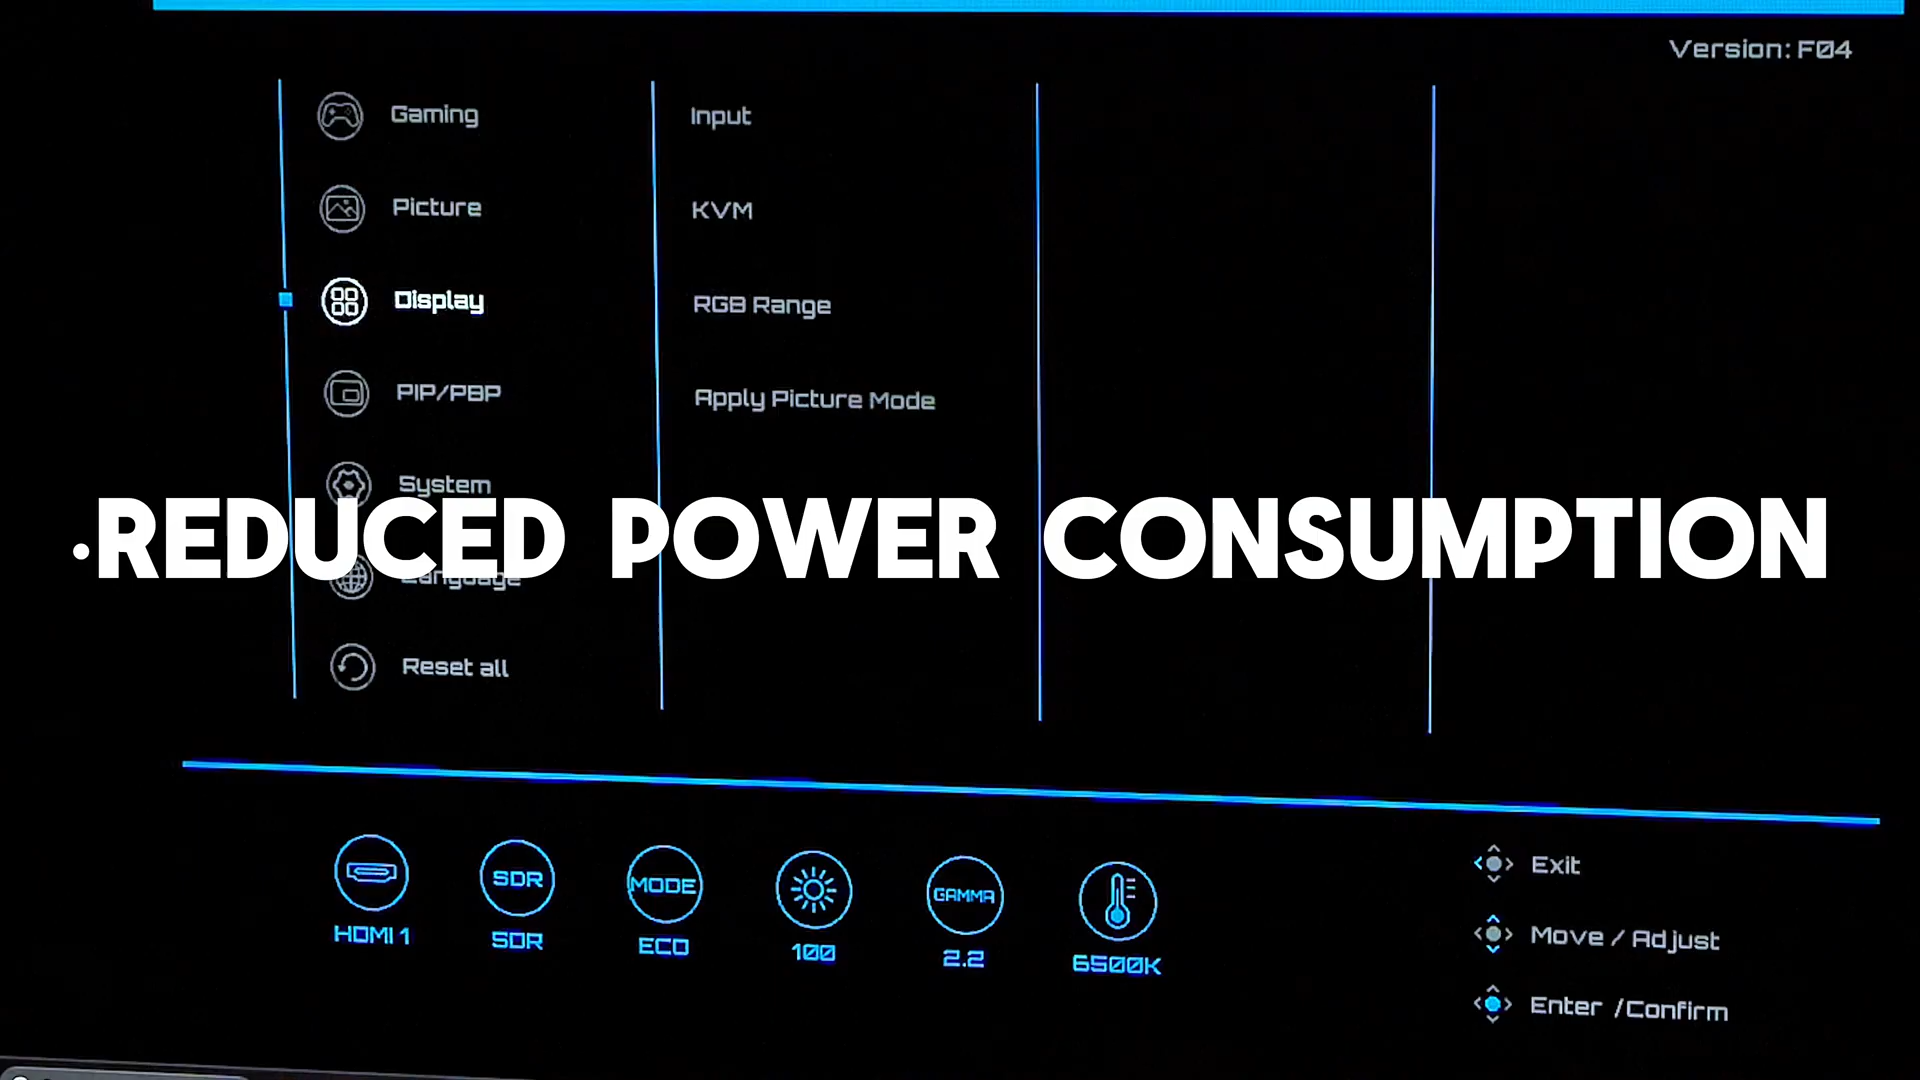 Version: F04
Gaming
Input
Picture
KVM
Display
RGB Range
PIP/PBP
Apply Picture Mode
System
·REDUCED POWER CONSUMPTION
Language
Reset all
SDR
MODE
GAMMA
HDMI 1
SDR
ECO
100
2.2
6500K
Exit
Move / Adjust
Enter /Confirm